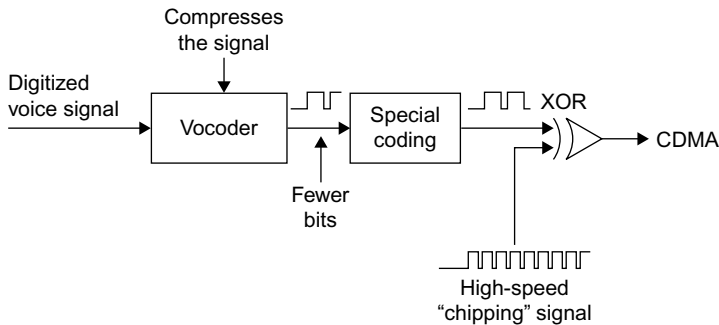 Compresses
the signal
Digitized
voice signal
Vocoder
Fewer
bits
Special
coding
XOR
CDMA
High-speed
“chipping” signal